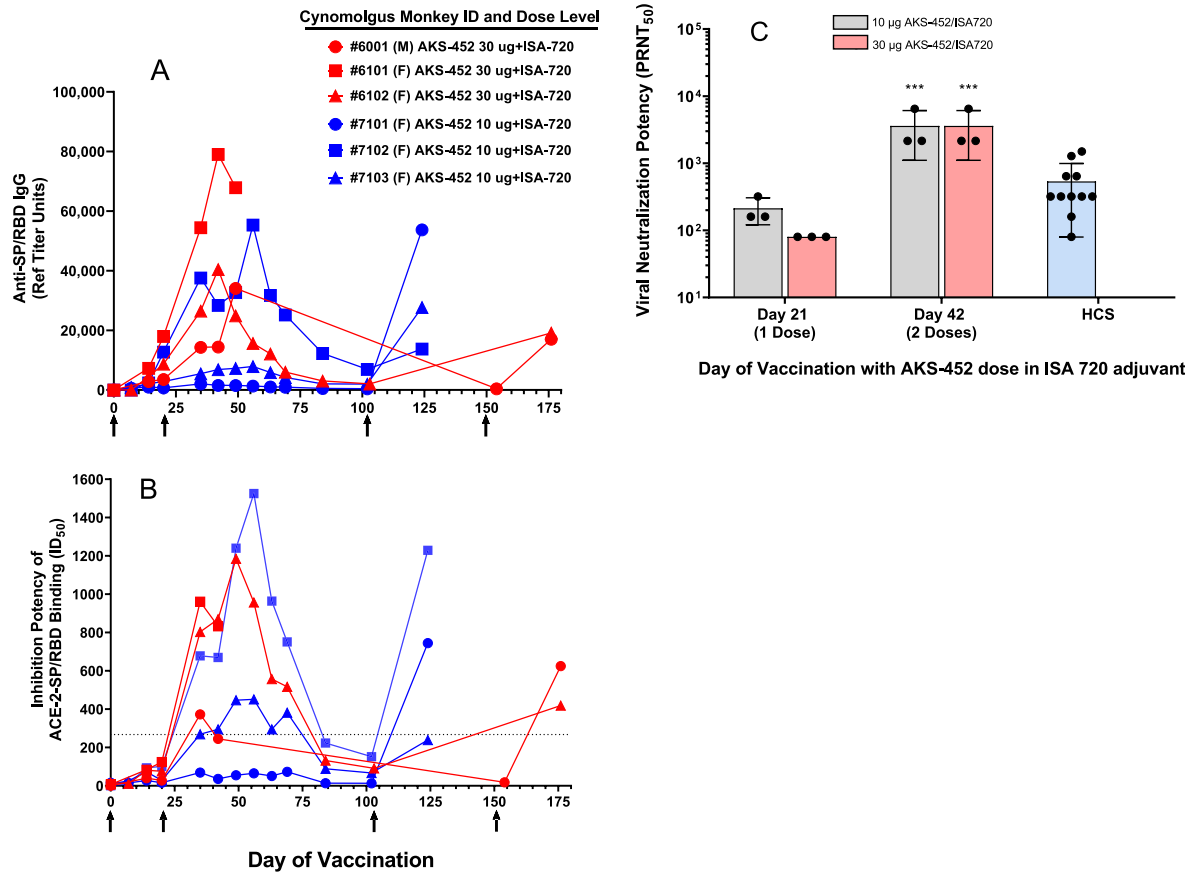 Cynomolgus Monkey ID and Dose Level
#6001 (M) AKS-452 30 ug+ISA-720
#6101 (F) AKS-452 30 ug+ISA-720
#6102 (F) AKS-452 30 ug+ISA-720
#7101 (F) AKS-452 10 ug+ISA-720
#7102 (F) AKS-452 10 ug+ISA-720
#7103 (F) AKS-452 10 ug+ISA-720
A
Anti-SP/RBD IgG
(Ref Titer Units)
100,000
80,000
60,000
40,000
20,000
0
0 25 50 75 100 125 150 175
B
Inhibition Potency of
ACE-2-SP/RBD Binding (ID50)
1600
1400
1200
1000
800
600
400
200
0
0 25 50 75 100 125 150 175
Day of Vaccination
C
10 µg AKS-452/ISA720
30 µg AKS-452/ISA720
Viral Neutralization Potency (PRNT50)
10^5
10^4
10^3
10^2
10^1
*** ***
Day 21 Day 42 HCS
(1 Dose) (2 Doses)
Day of Vaccination with AKS-452 dose in ISA 720 adjuvant